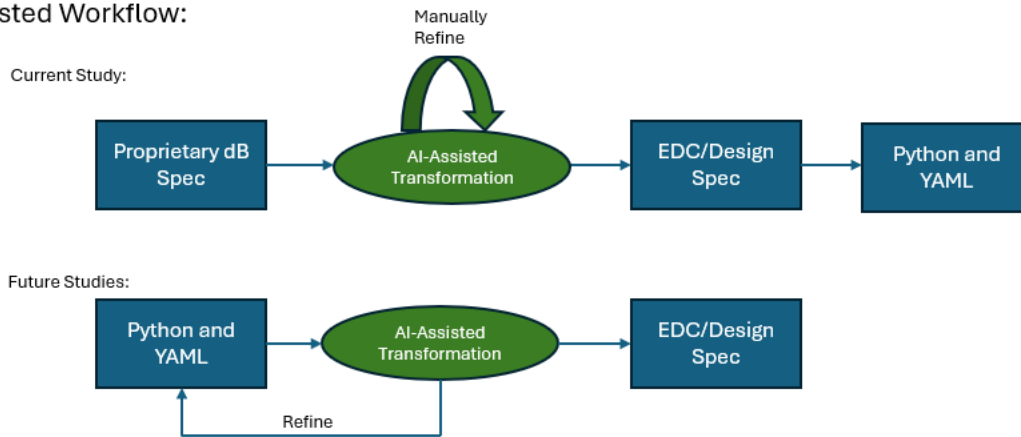 sted Workflow:
Manually
Refine
Current Study:
Proprietary dB
Spec
AI-Assisted
Transformation
EDC/Design
Spec
Python and
YAML
Future Studies:
Python and
YAML
AI-Assisted
Transformation
EDC/Design
Spec
Refine